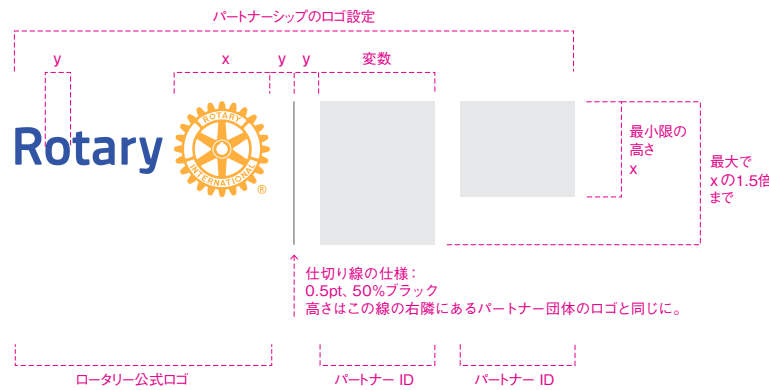 パートナーシップのロゴ設定
y
x
y
y
変数
Rotary
ROTARY
INTERNATIONAL
®
最小限の
高さ
x
最大で
xの1.5倍
まで
仕切り線の仕様：
0.5pt、50%ブラック
高さはこの線の右隣にあるパートナー団体のロゴと同じに。
ロータリー公式ロゴ
パートナー ID
パートナー ID